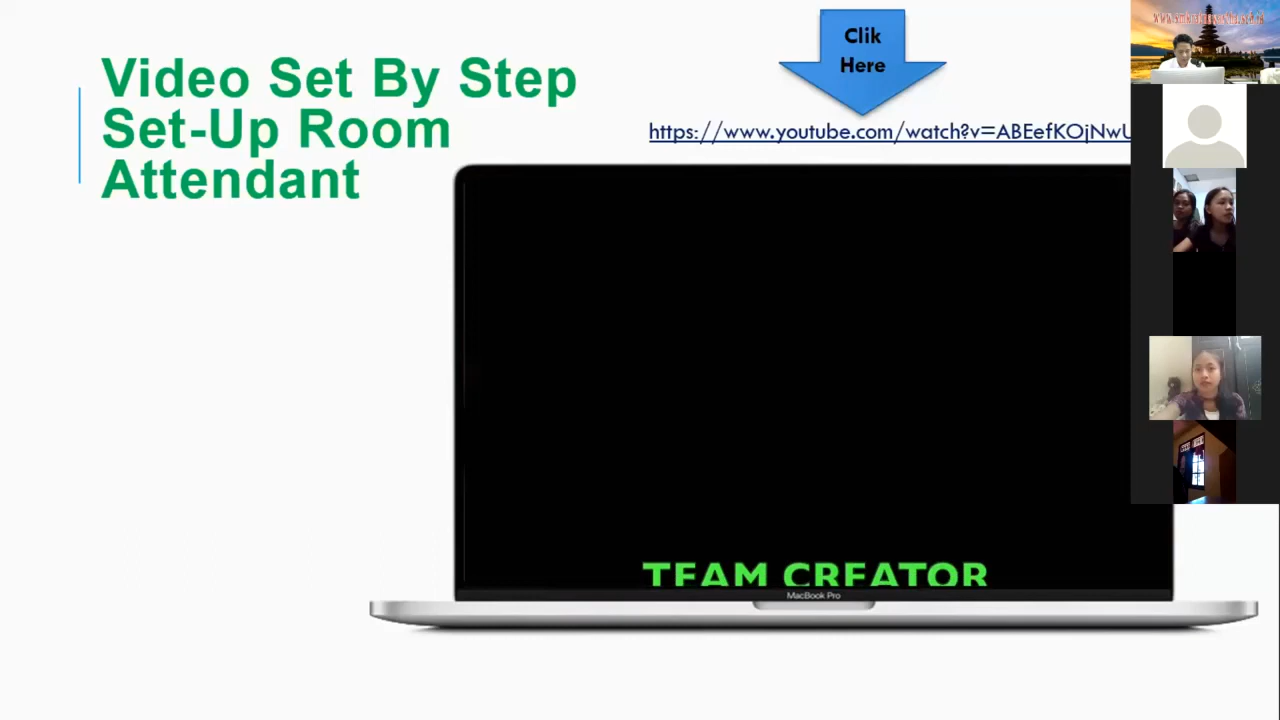 Video Set By Step
Set-Up Room
Attendant
Clik
Here
https://www.youtube.com/watch?v=ABEefKOjNwU
TEAM CREATOR
MacBook Pro